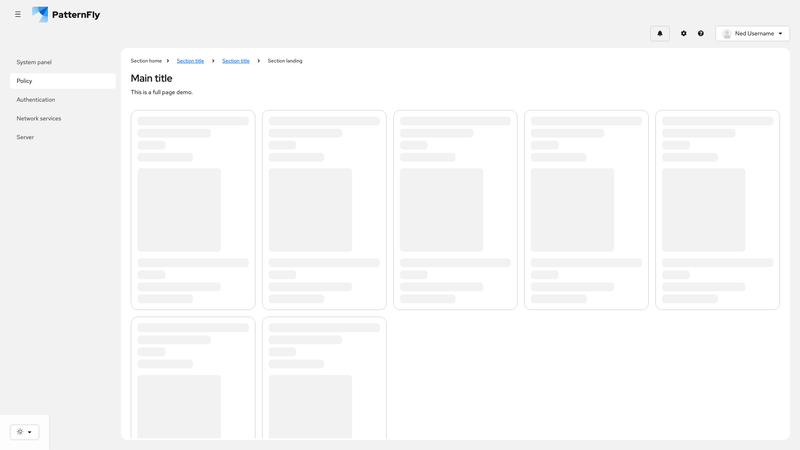 PatternFly
Ned Username
System panel
Policy
Authentication
Network services
Server
Section home
Section title
Section title
Section landing
Main title
This is a full page demo.